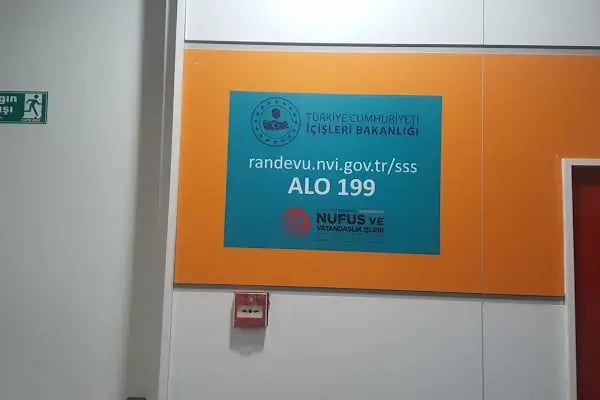 TÜRKİYE CUMHURİYETİ
İÇİŞLERİ BAKANLIĞI
randevu.nvi.gov.tr/sss
ALO 199
NÜFUS VE
VATANDAŞLIK İŞLERİ